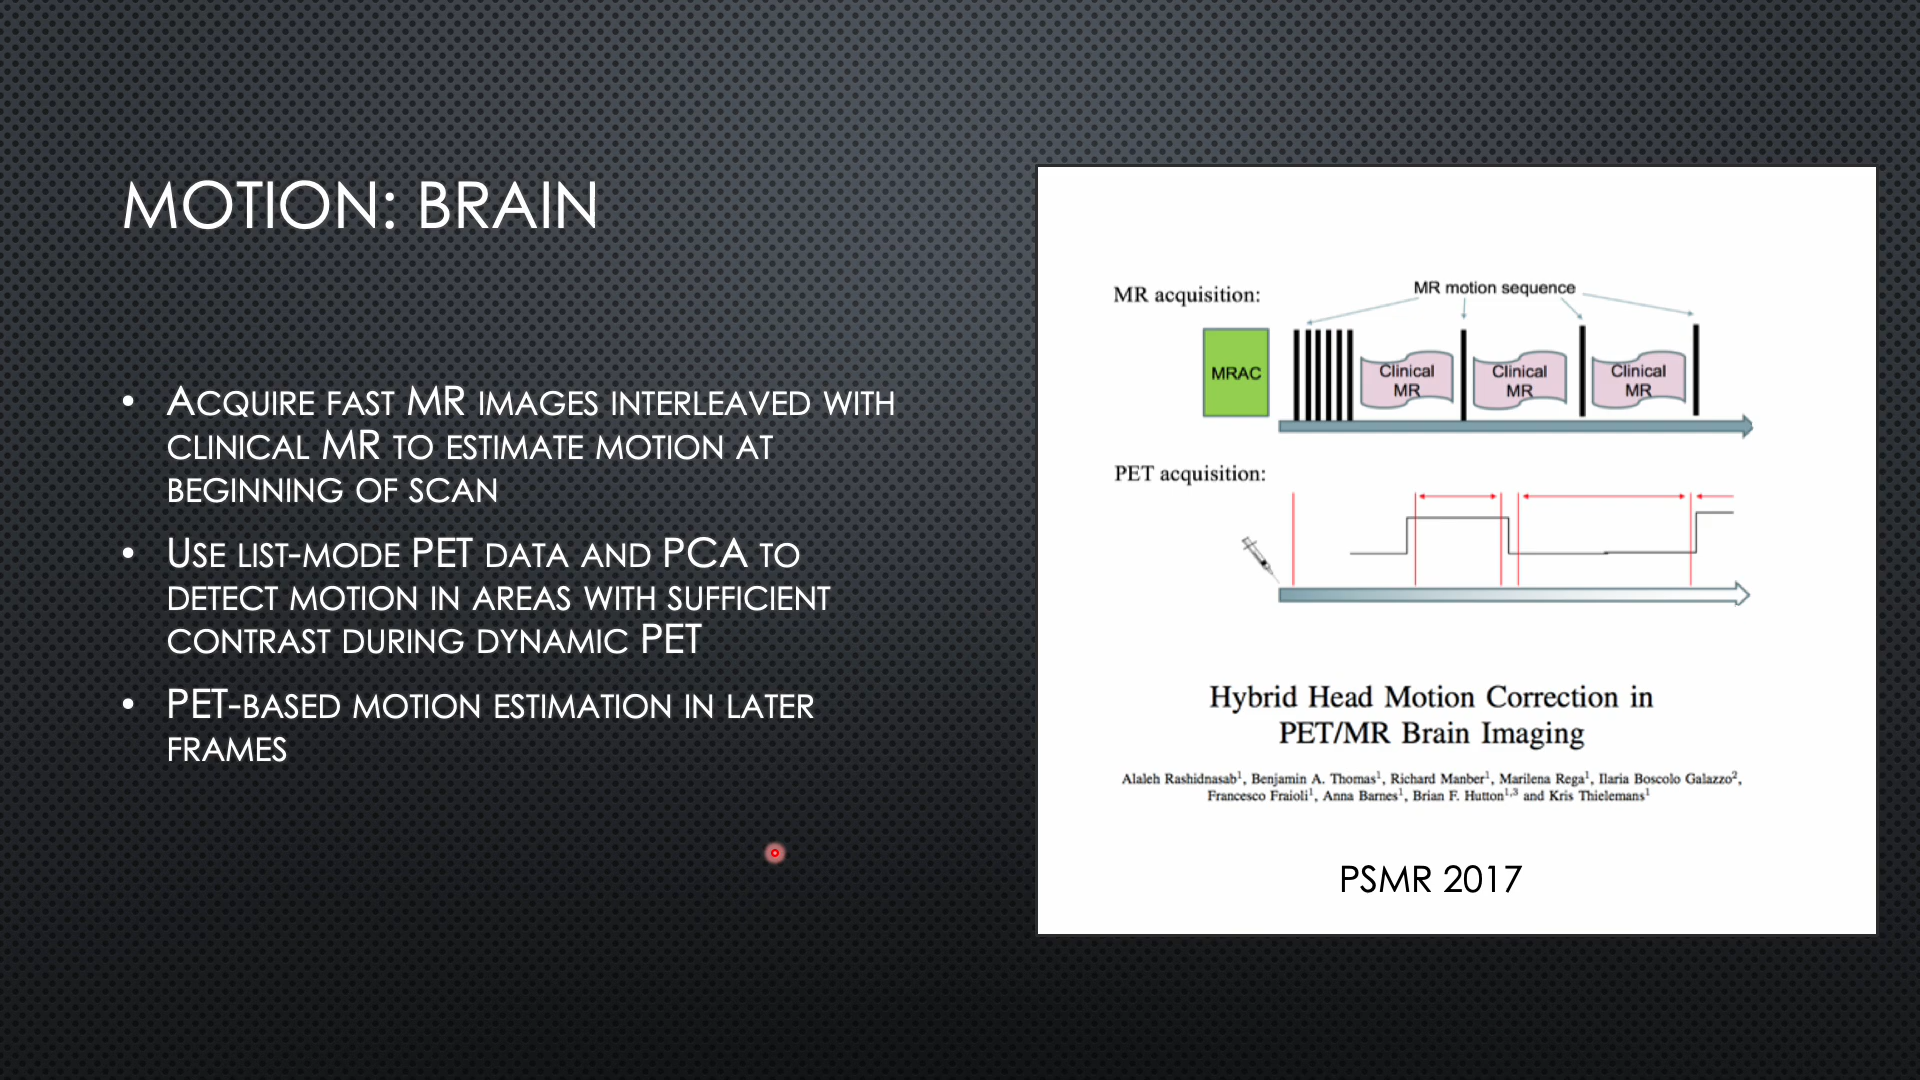 MOTION: BRAIN
• ACQUIRE FAST MR IMAGES INTERLEAVED WITH
CLINICAL MR TO ESTIMATE MOTION AT
BEGINNING OF SCAN
• USE LIST-MODE PET DATA AND PCA TO
DETECT MOTION IN AREAS WITH SUFFICIENT
CONTRAST DURING DYNAMIC PET
• PET-BASED MOTION ESTIMATION IN LATER
FRAMES
MR acquisition:
MR motion sequence
MRAC
Clinical
MR
Clinical
MR
Clinical
MR
PET acquisition:
Hybrid Head Motion Correction in
PET/MR Brain Imaging
Alaleh Rashidnasab¹, Benjamin A. Thomas¹, Richard Manber¹, Marilena Rega¹, Ilaria Boscolo Galazzo²,
Francesco Fraioli¹, Anna Barnes¹, Brian F. Hutton¹,³ and Kris Thielemans¹
PSMR 2017